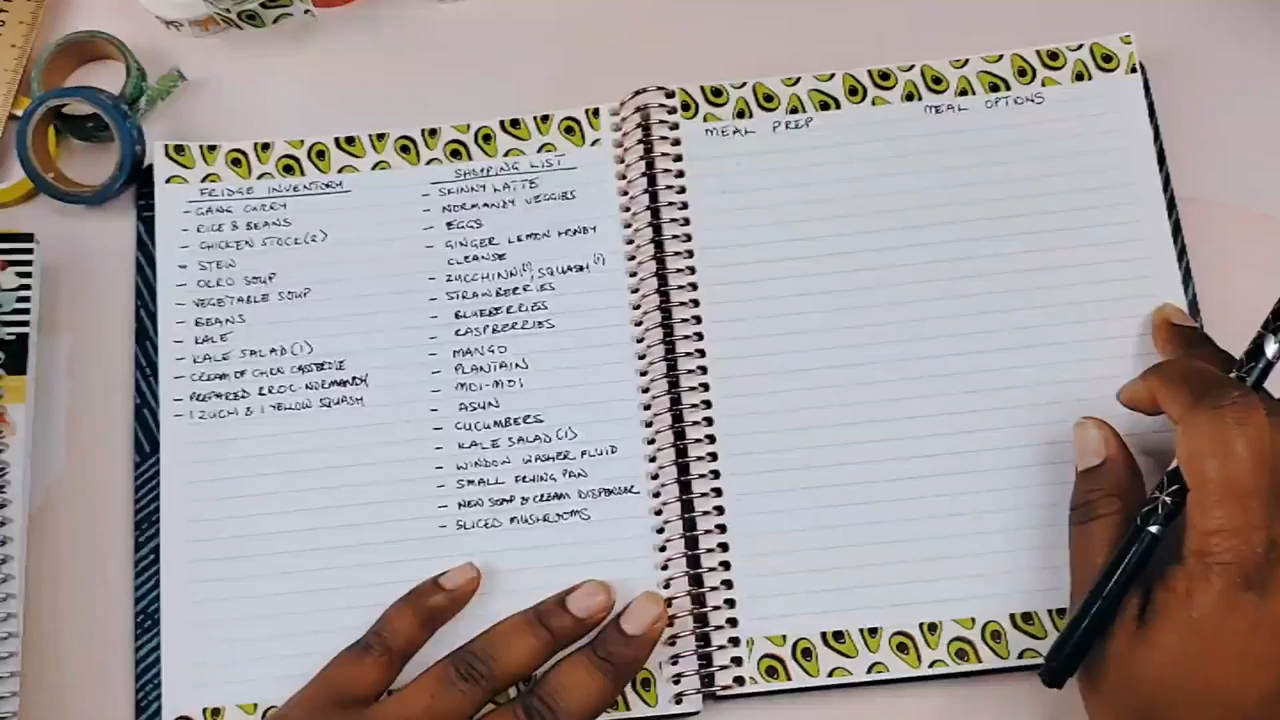 FRIDGE INVENTORY
- GANG CURRY
- RICE & BEANS
- CHICKEN STOCK(2)
- STEW
- OKRO SOUP
- VEGETABLE SOUP
- BEANS
- KALE
- KALE SALAD(1)
- CREAM OF CHKN CASSEROLE
- PREPARED BROC-NORMANDY
- 1 ZUCHI & 1 YELLOW SQUASH
SHOPPING LIST
- SKINNY LATTE
- NORMANDY VEGGIES
- EGGS
- GINGER LEMON HONEY
CLEANSE
- ZUCCHINNI(1), SQUASH(1)
- STRAWBERRIES
- BLUEBERRIES
- RASPBERRIES
- MANGO
- PLANTAIN
- MOI-MOI
- ASUN
- CUCUMBERS
- KALE SALAD(1)
- WINDOW WASHER FLUID
- SMALL FRYING PAN
- NEW SOAP & CREAM DISPENSER
- SLICED MUSHROOMS
MEAL PREP
MEAL OPTIONS